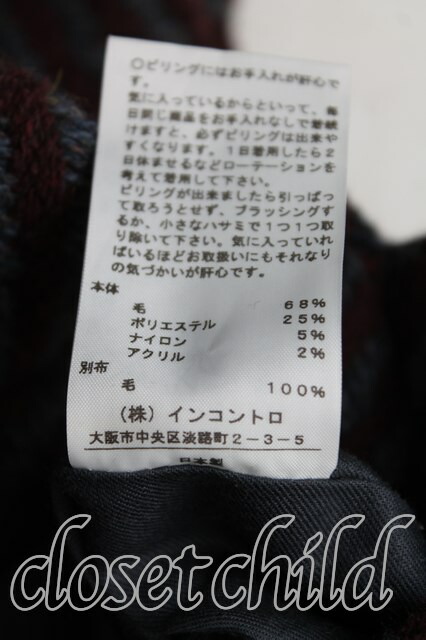 ○ピリングにはお手入れが肝心で
す。
気に入っているからといって、毎
日同じ商品をお手入れなしで着続
けますと、必ずピリングは出来や
すくなります。1日着用したら2
日休ませるなどローテーションを
考えて着用して下さい。
ピリングが出来ましたら引っぱっ
て取ろうとせず、ブラッシングす
るか、小さなハサミで1つ1つ取
り除いて下さい。気に入っていれ
ばいるほどお取扱いにもそれなり
の気づかいが肝心です。
本体
毛 68%
ポリエステル 25%
ナイロン 5%
アクリル 2%
別布
毛 100%
(株)インコントロ
大阪市中央区淡路町2-3-5
日本製
closet child